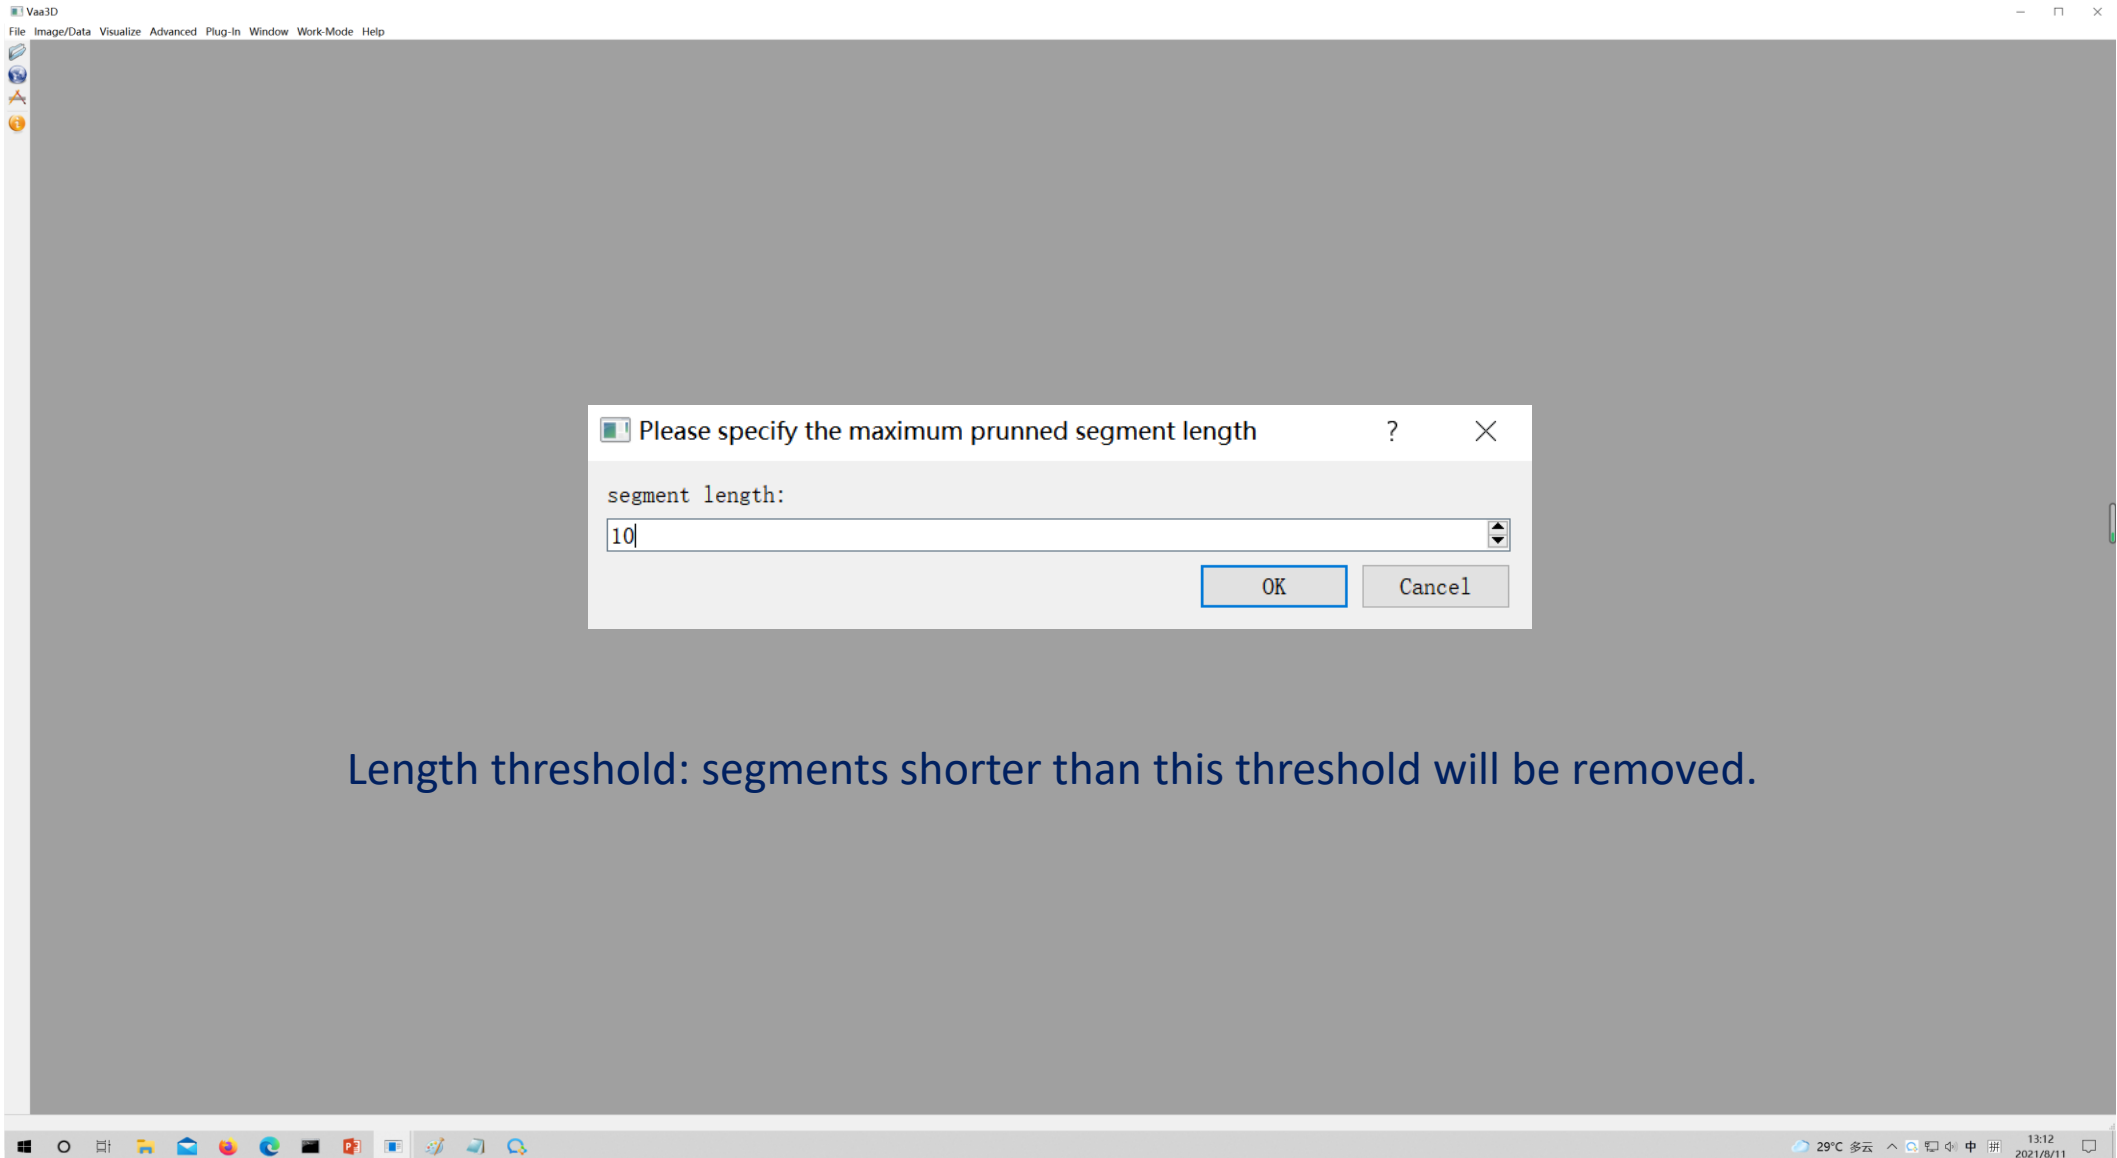 Vaa3D
File Image/Data Visualize Advanced Plug-In Window Work-Mode Help
Please specify the maximum prunned segment length
segment length:
10
OK Cancel
Length threshold: segments shorter than this threshold will be removed.
29°C 多云 中 拼 13:12
2021/8/11